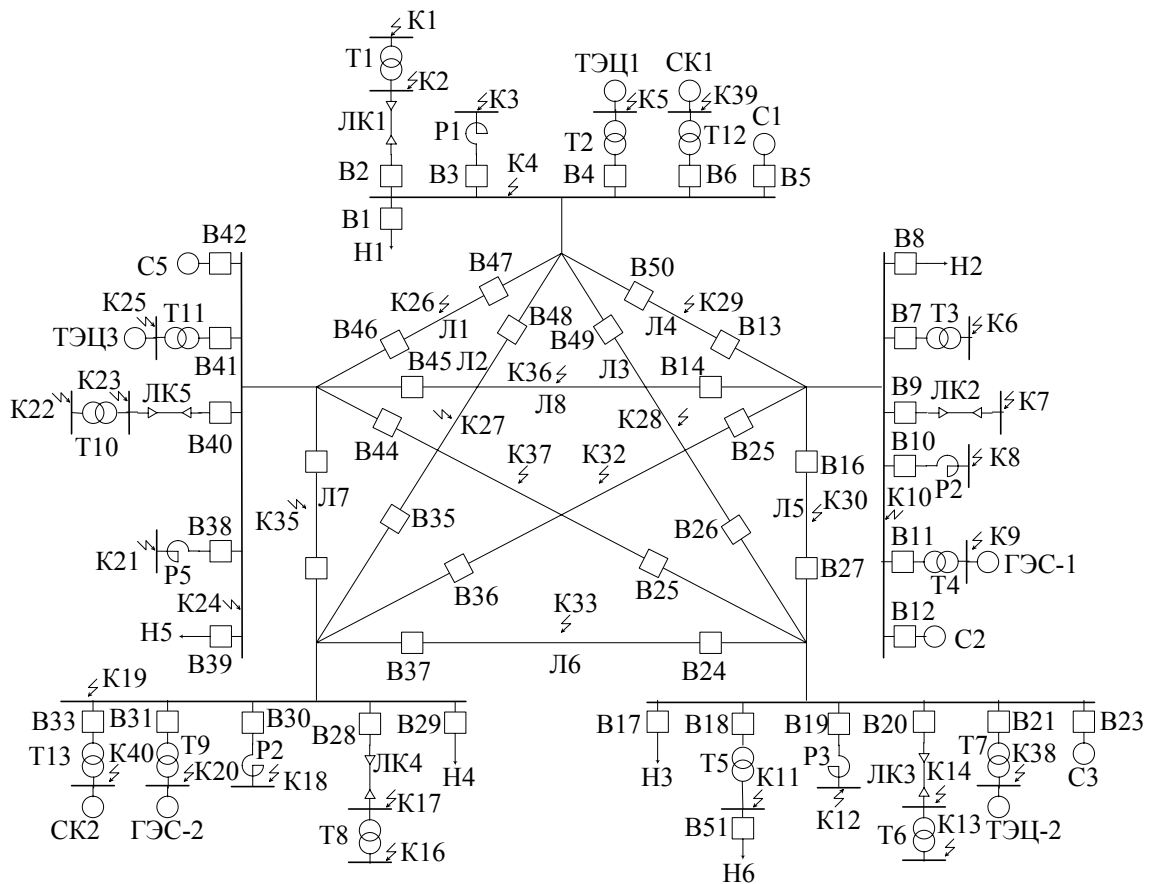 К1
Т1
К2
ТЭЦ1
СК1
К3
К5
К39
С1
ЛК1
Р1
Т2
Т12
В2
В3
К4
В4
В6
В5
В1
Н1
В42
С5
В47
В50
В8
Н2
К25
Т11
К26
К29
ТЭЦ3
В41
Л1
В48
В49
Л4
В13
В7
Т3
К6
В46
В45
Л2
Л3
К36
В14
К23
ЛК5
К22
Т10
В40
Л8
В9
ЛК2
К7
В44
К27
К28
В25
В10
К8
Р2
К37
К32
В16
К10
К35
Л7
Л5
К30
В38
К21
Р5
В35
В26
В11
К9
Т4
ГЭС-1
В36
В25
В27
К24
Н5
В39
К33
В12
С2
В37
Л6
В24
К19
В33
В31
В30
В28
В29
В17
В18
В19
В20
В21
В23
Т13
К40
Т9
К20
Р2
К18
ЛК4
Н4
Н3
Т5
К11
Р3
ЛК3
К14
Т7
К38
С3
К17
СК2
ГЭС-2
Т8
К16
В51
К12
Т6
К13
ТЭЦ-2
Н6